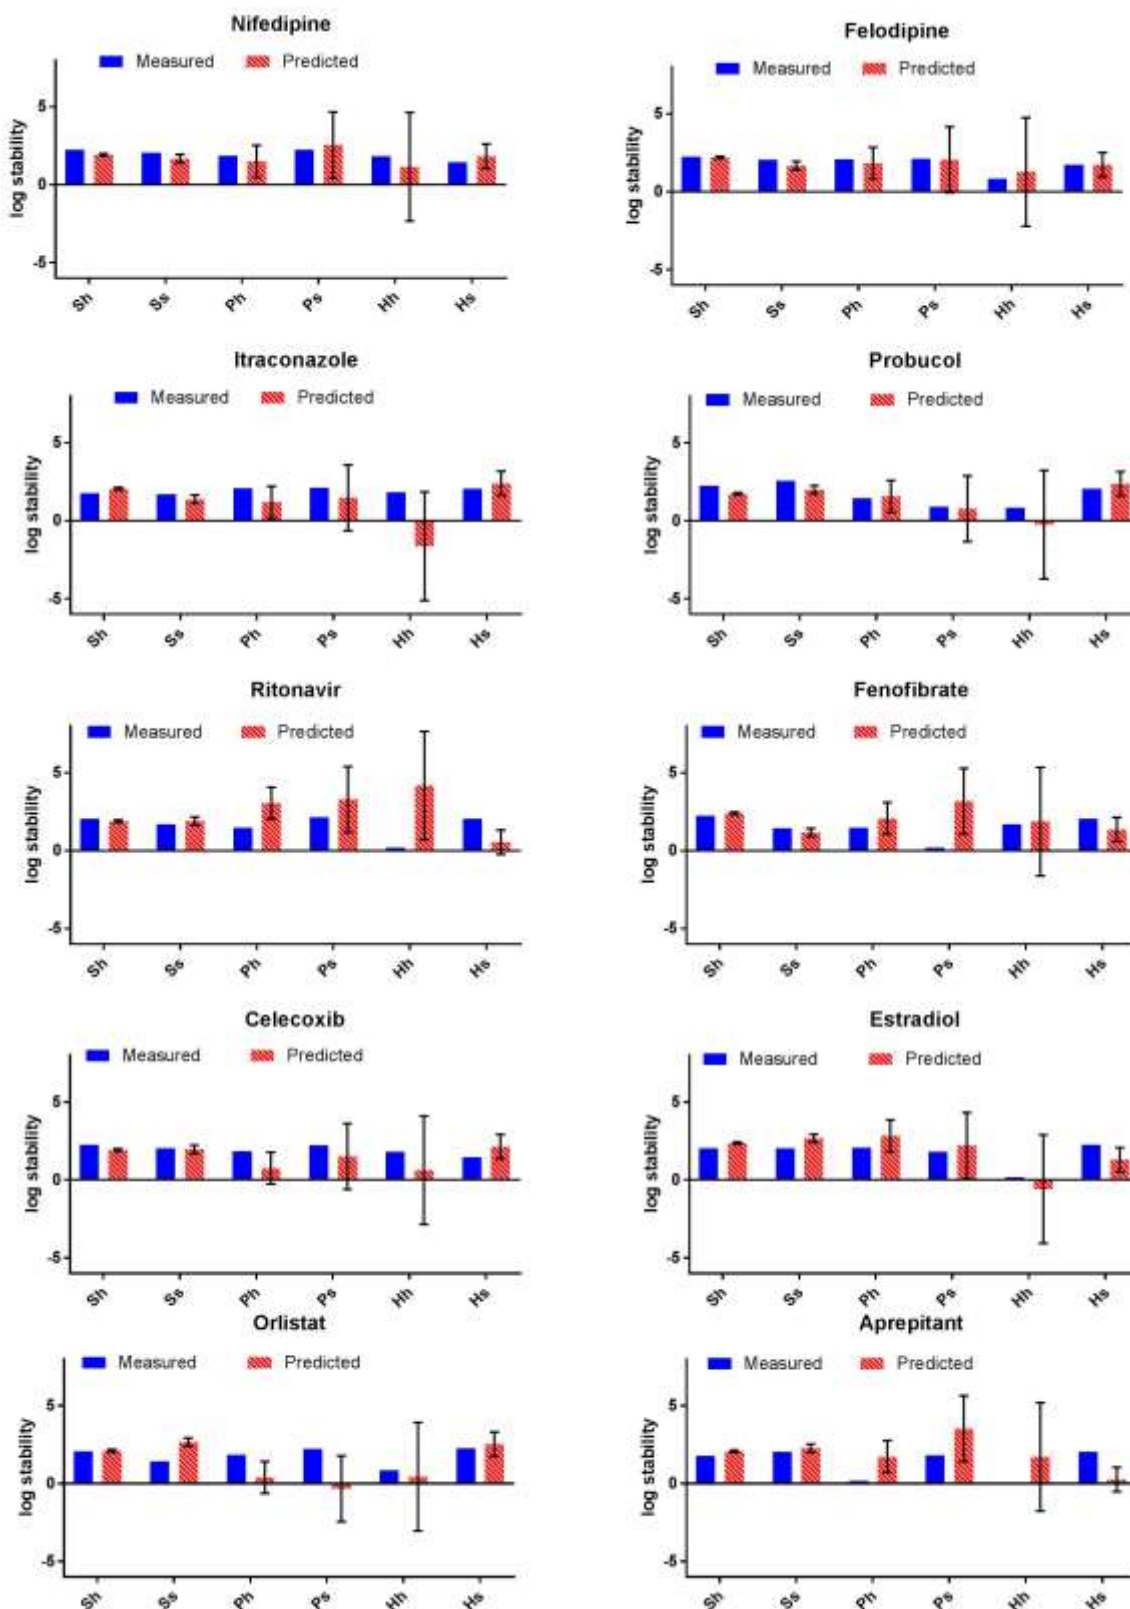 Nifedipine
Measured Predicted
log stability
5
0
-5
Sh Ss Ph Ps Hh Hs
Felodipine
Measured Predicted
log stability
5
0
-5
Sh Ss Ph Ps Hh Hs
Itraconazole
Measured Predicted
log stability
5
0
-5
Sh Ss Ph Ps Hh Hs
Probucol
Measured Predicted
log stability
5
0
-5
Sh Ss Ph Ps Hh Hs
Ritonavir
Measured Predicted
log stability
5
0
-5
Sh Ss Ph Ps Hh Hs
Fenofibrate
Measured Predicted
log stability
5
0
-5
Sh Ss Ph Ps Hh Hs
Celecoxib
Measured Predicted
log stability
5
0
-5
Sh Ss Ph Ps Hh Hs
Estradiol
Measured Predicted
log stability
5
0
-5
Sh Ss Ph Ps Hh Hs
Orlistat
Measured Predicted
log stability
5
0
-5
Sh Ss Ph Ps Hh Hs
Aprepitant
Measured Predicted
log stability
5
0
-5
Sh Ss Ph Ps Hh Hs